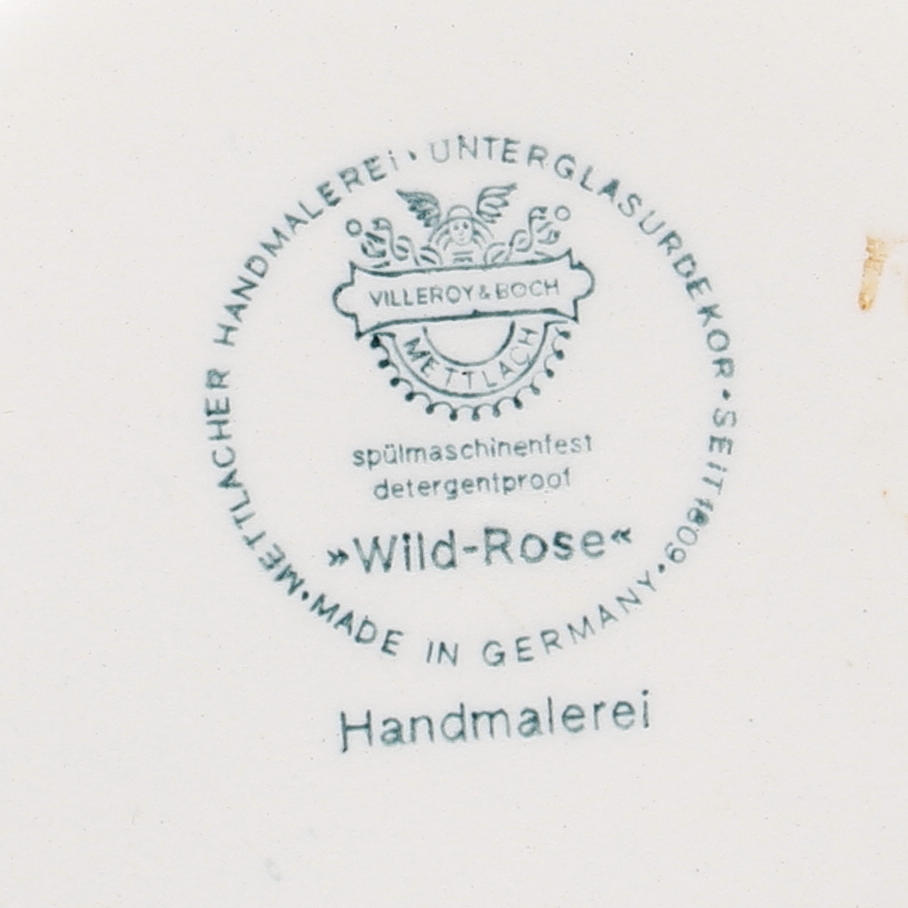 METTLACHER HANDMALEREI · UNTERGLASURDEKOR · SEIT 1809 · MADE IN GERMANY ·
VILLEROY & BOCH
METTLACH
spülmaschinenfest
detergentproof
»Wild-Rose«
Handmalerei